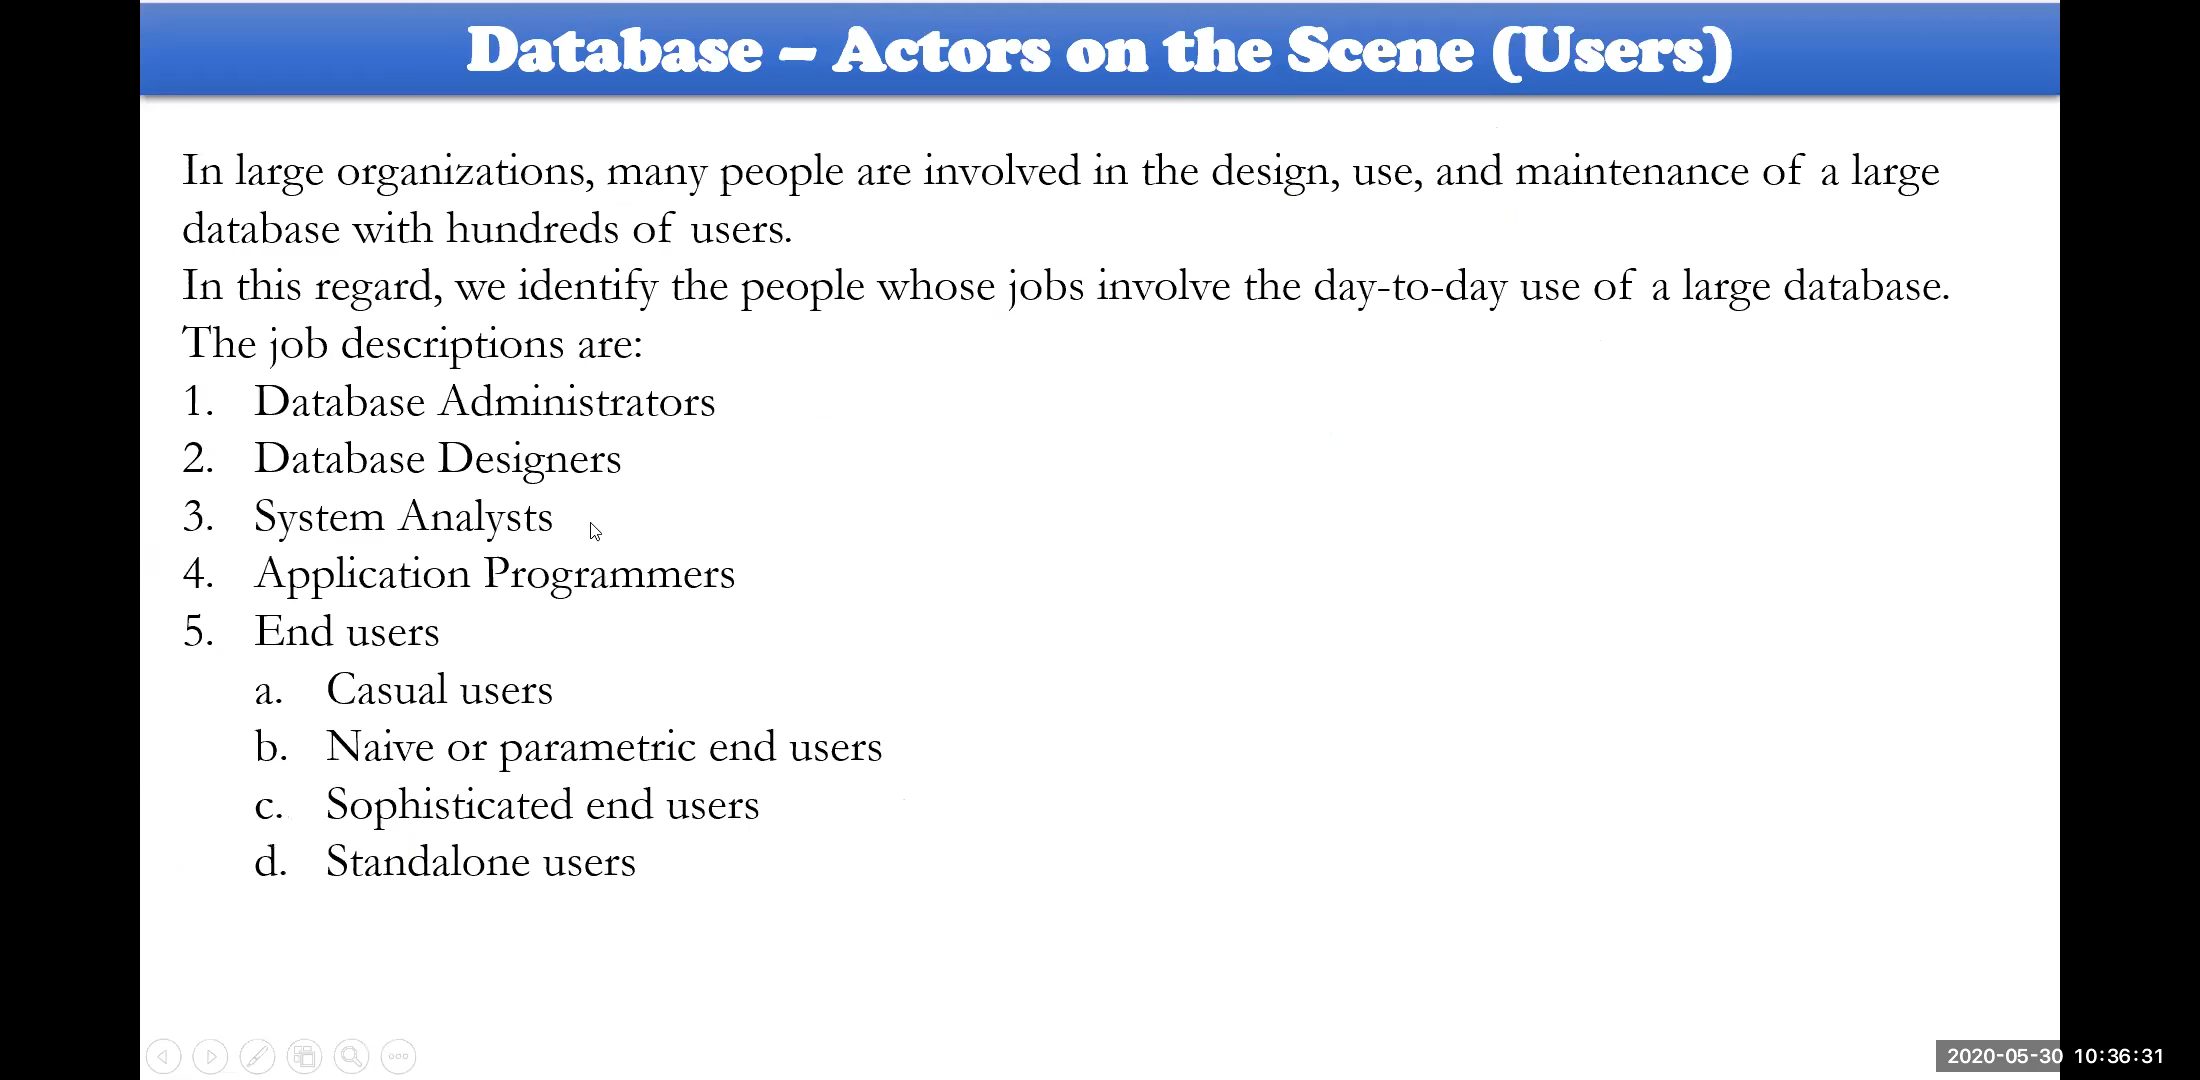 Database – Actors on the Scene (Users)
In large organizations, many people are involved in the design, use, and maintenance of a large
database with hundreds of users.
In this regard, we identify the people whose jobs involve the day-to-day use of a large database.
The job descriptions are:
1. Database Administrators
2. Database Designers
3. System Analysts
4. Application Programmers
5. End users
a. Casual users
b. Naive or parametric end users
c. Sophisticated end users
d. Standalone users
2020-05-30 10:36:31